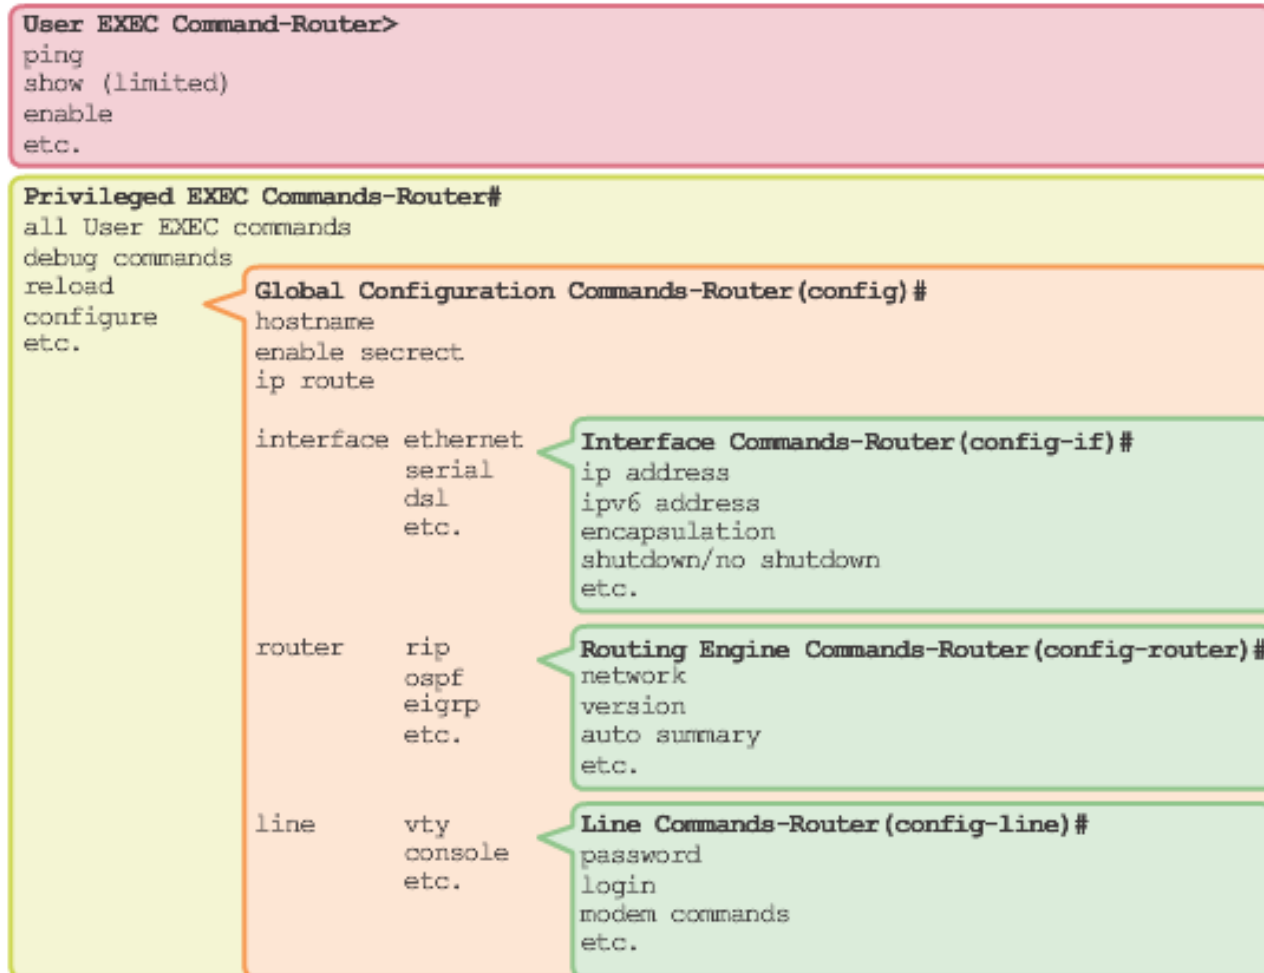 User EXEC Command-Router>
ping
show (limited)
enable
etc.
Privileged EXEC Commands-Router#
all User EXEC commands
debug commands
reload
configure
etc.
Global Configuration Commands-Router(config)#
hostname
enable secrect
ip route
interface ethernet
serial
dsl
etc.
Interface Commands-Router(config-if)#
ip address
ipv6 address
encapsulation
shutdown/no shutdown
etc.
router rip
ospf
eigrp
etc.
Routing Engine Commands-Router(config-router)#
network
version
auto summary
etc.
line vty
console
etc.
Line Commands-Router(config-line)#
password
login
modem commands
etc.